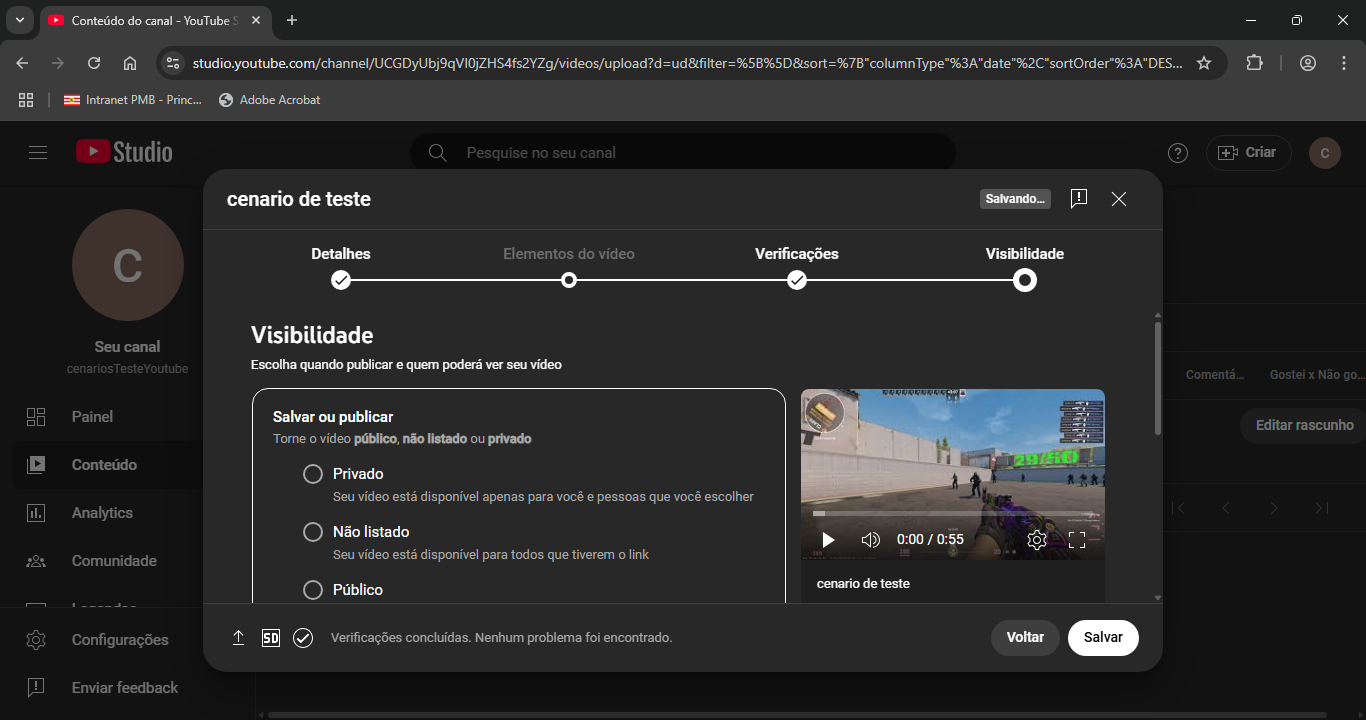 Conteúdo do canal - YouTube S
studio.youtube.com/channel/UCGDyUbj9qVI0jZHS4fs2YZg/videos/upload?d=ud&filter=%5B%5D&sort=%7B"columnType"%3A"date"%2C"sortOrder"%3A"DES...
Intranet PMB - Princ...
Adobe Acrobat
Studio
Pesquise no seu canal
Criar
C
cenario de teste
Salvando...
Detalhes
Elementos do vídeo
Verificações
Visibilidade
C
Seu canal
cenariosTesteYoutube
Painel
Conteúdo
Analytics
Comunidade
Legendas
Configurações
Enviar feedback
Visibilidade
Escolha quando publicar e quem poderá ver seu vídeo
Salvar ou publicar
Torne o vídeo público, não listado ou privado
Privado
Seu vídeo está disponível apenas para você e pessoas que você escolher
Não listado
Seu vídeo está disponível para todos que tiverem o link
Público
29/50
0:00 / 0:55
cenario de teste
Comentá...
Gostei x Não go...
Editar rascunho
SD
Verificações concluídas. Nenhum problema foi encontrado.
Voltar
Salvar